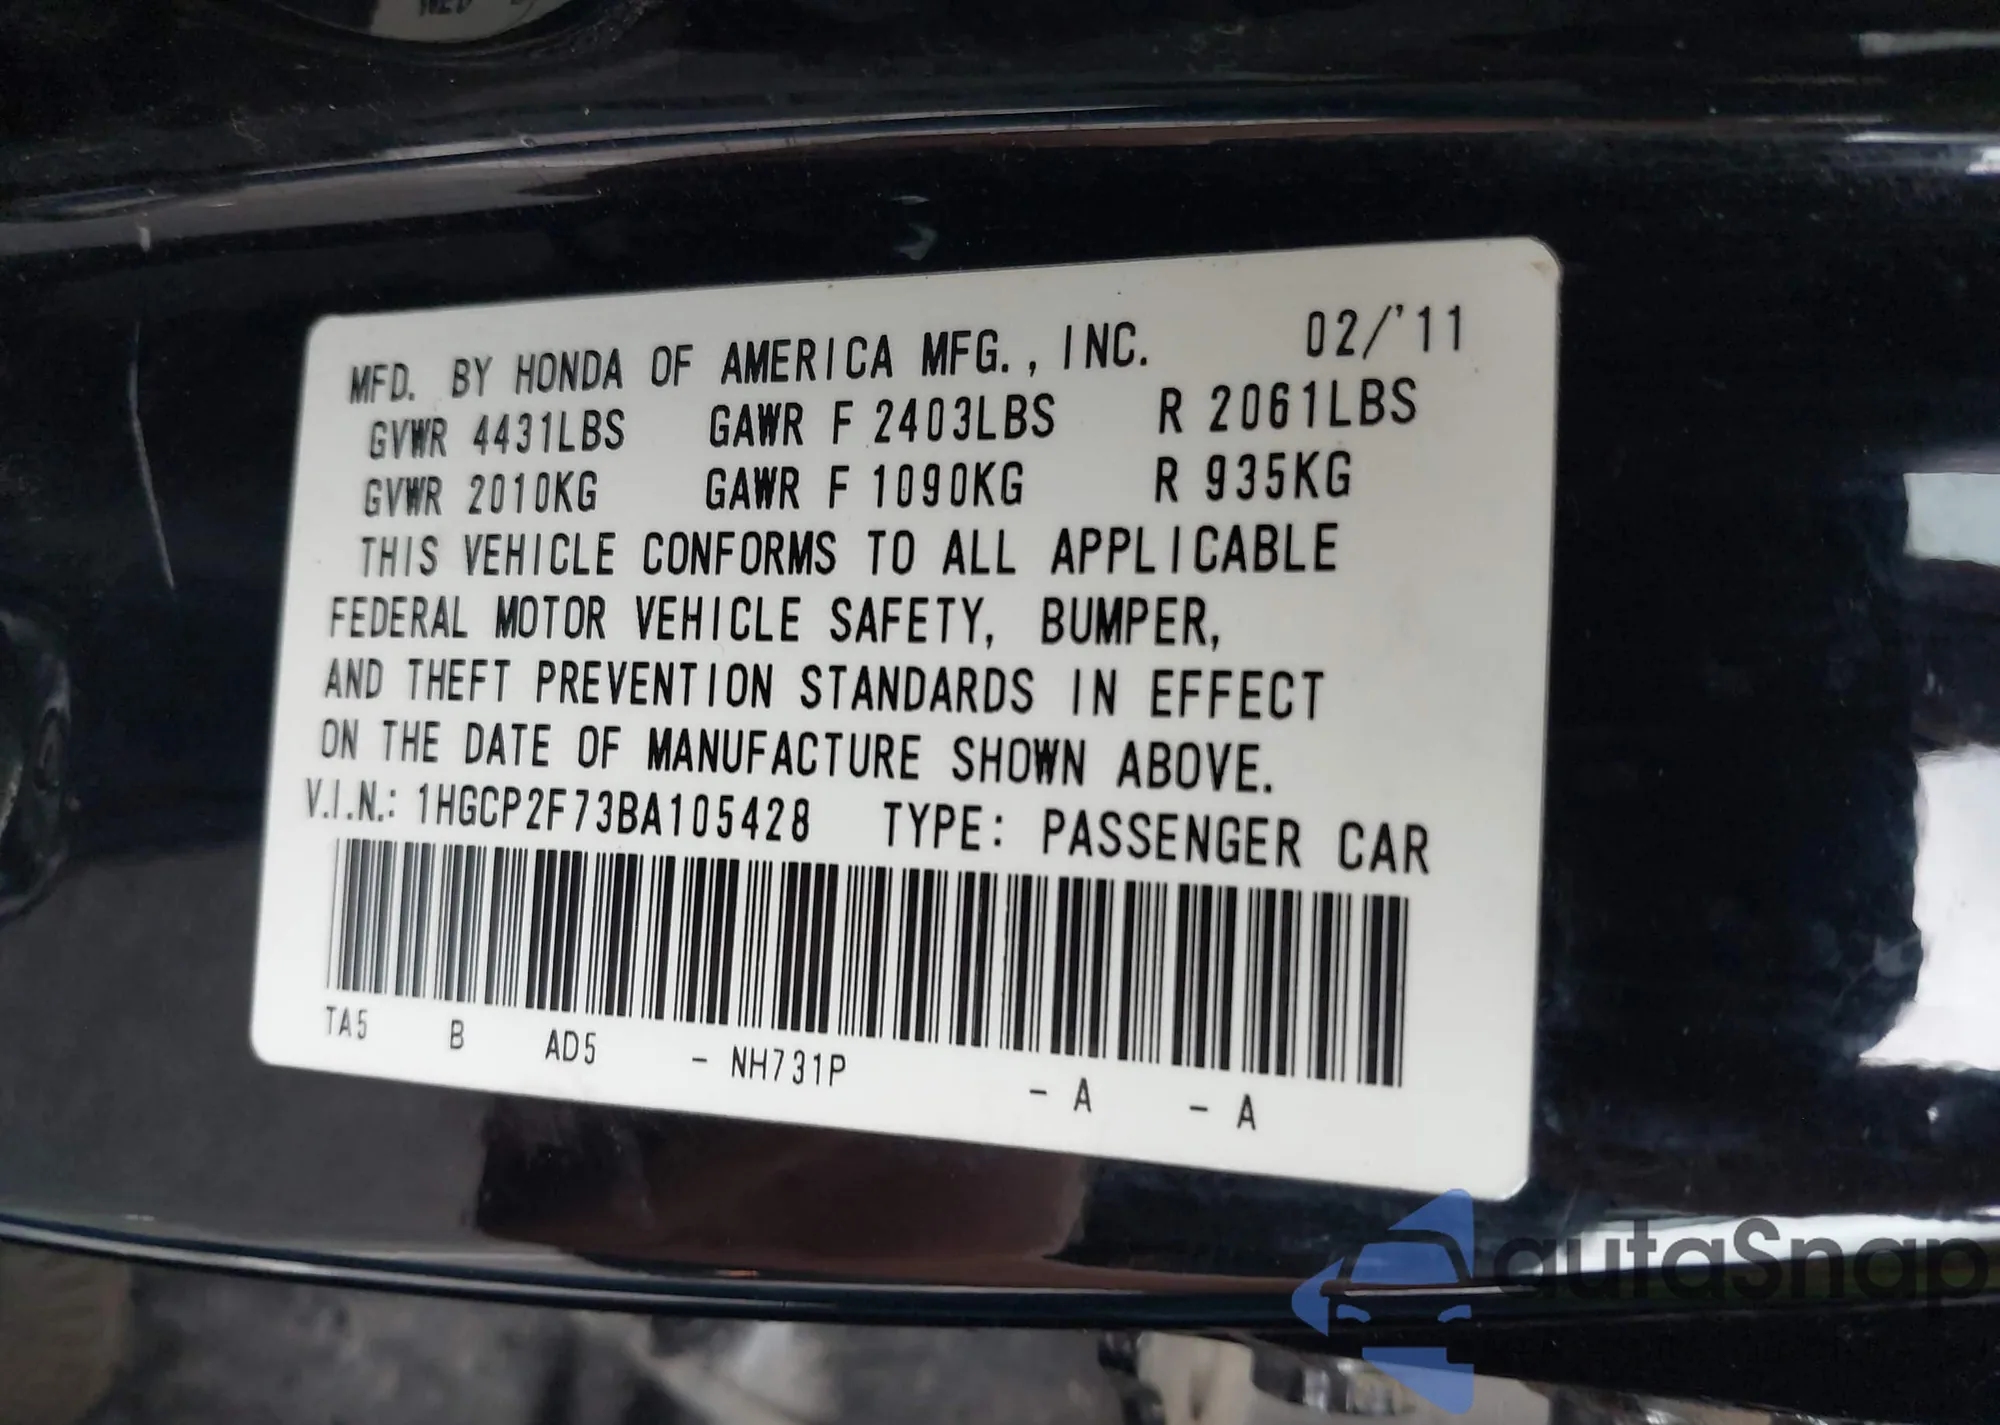 MFD. BY HONDA OF AMERICA MFG., INC. 02/'11
GVWR 4431LBS GAWR F 2403LBS R 2061LBS
GVWR 2010KG GAWR F 1090KG R 935KG
THIS VEHICLE CONFORMS TO ALL APPLICABLE
FEDERAL MOTOR VEHICLE SAFETY, BUMPER,
AND THEFT PREVENTION STANDARDS IN EFFECT
ON THE DATE OF MANUFACTURE SHOWN ABOVE.
V.I.N.: 1HGCP2F73BA105428 TYPE: PASSENGER CAR
TA5 B AD5 - NH731P - A - A
autaSnap